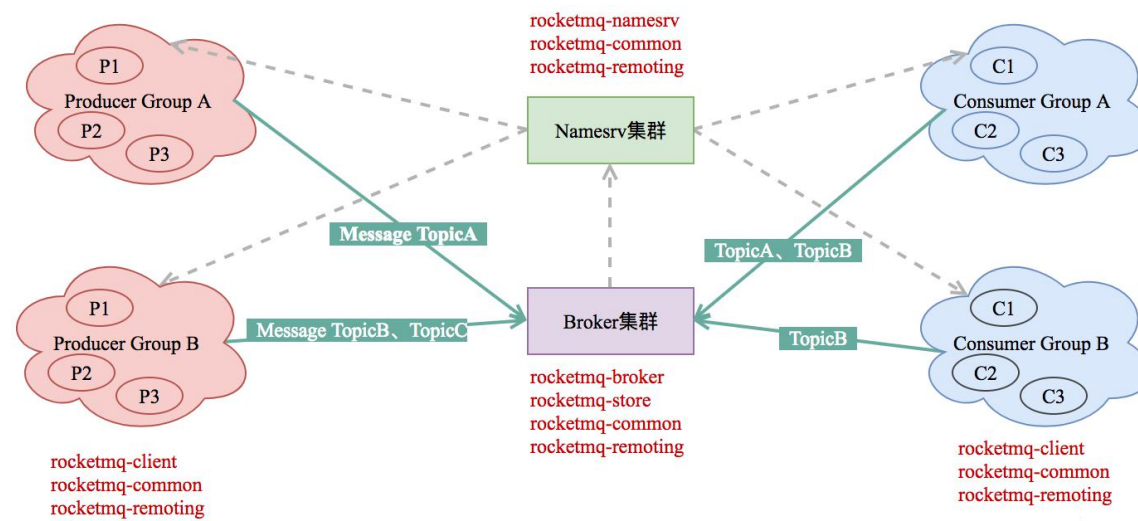 rocketmq-namesrv
rocketmq-common
rocketmq-remoting
P1
Producer Group A
P2
P3
Namesrv集群
C1
Consumer Group A
C2
C3
Message TopicA
TopicA、TopicB
P1
Producer Group B
P2
P3
Message TopicB、TopicC
Broker集群
TopicB
C1
Consumer Group B
C2
C3
rocketmq-broker
rocketmq-store
rocketmq-common
rocketmq-remoting
rocketmq-client
rocketmq-common
rocketmq-remoting
rocketmq-client
rocketmq-common
rocketmq-remoting